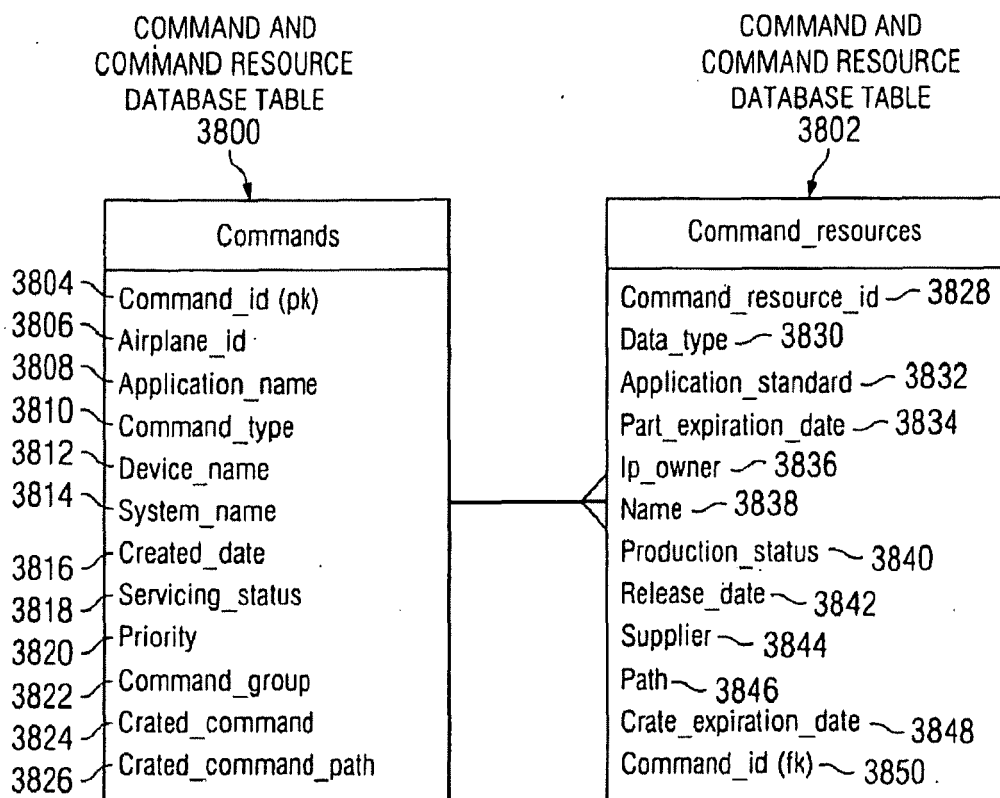 COMMAND AND
COMMAND RESOURCE
DATABASE TABLE
3800
COMMAND AND
COMMAND RESOURCE
DATABASE TABLE
3802
Commands
3804 Command_id (pk)
3806 Airplane_id
3808 Application_name
3810 Command_type
3812 Device_name
3814 System_name
3816 Created_date
3818 Servicing_status
3820 Priority
3822 Command_group
3824 Crated_command
3826 Crated_command_path
Command_resources
Command_resource_id 3828
Data_type 3830
Application_standard 3832
Part_expiration_date 3834
Ip_owner 3836
Name 3838
Production_status 3840
Release_date 3842
Supplier 3844
Path 3846
Crate_expiration_date 3848
Command_id (fk) 3850